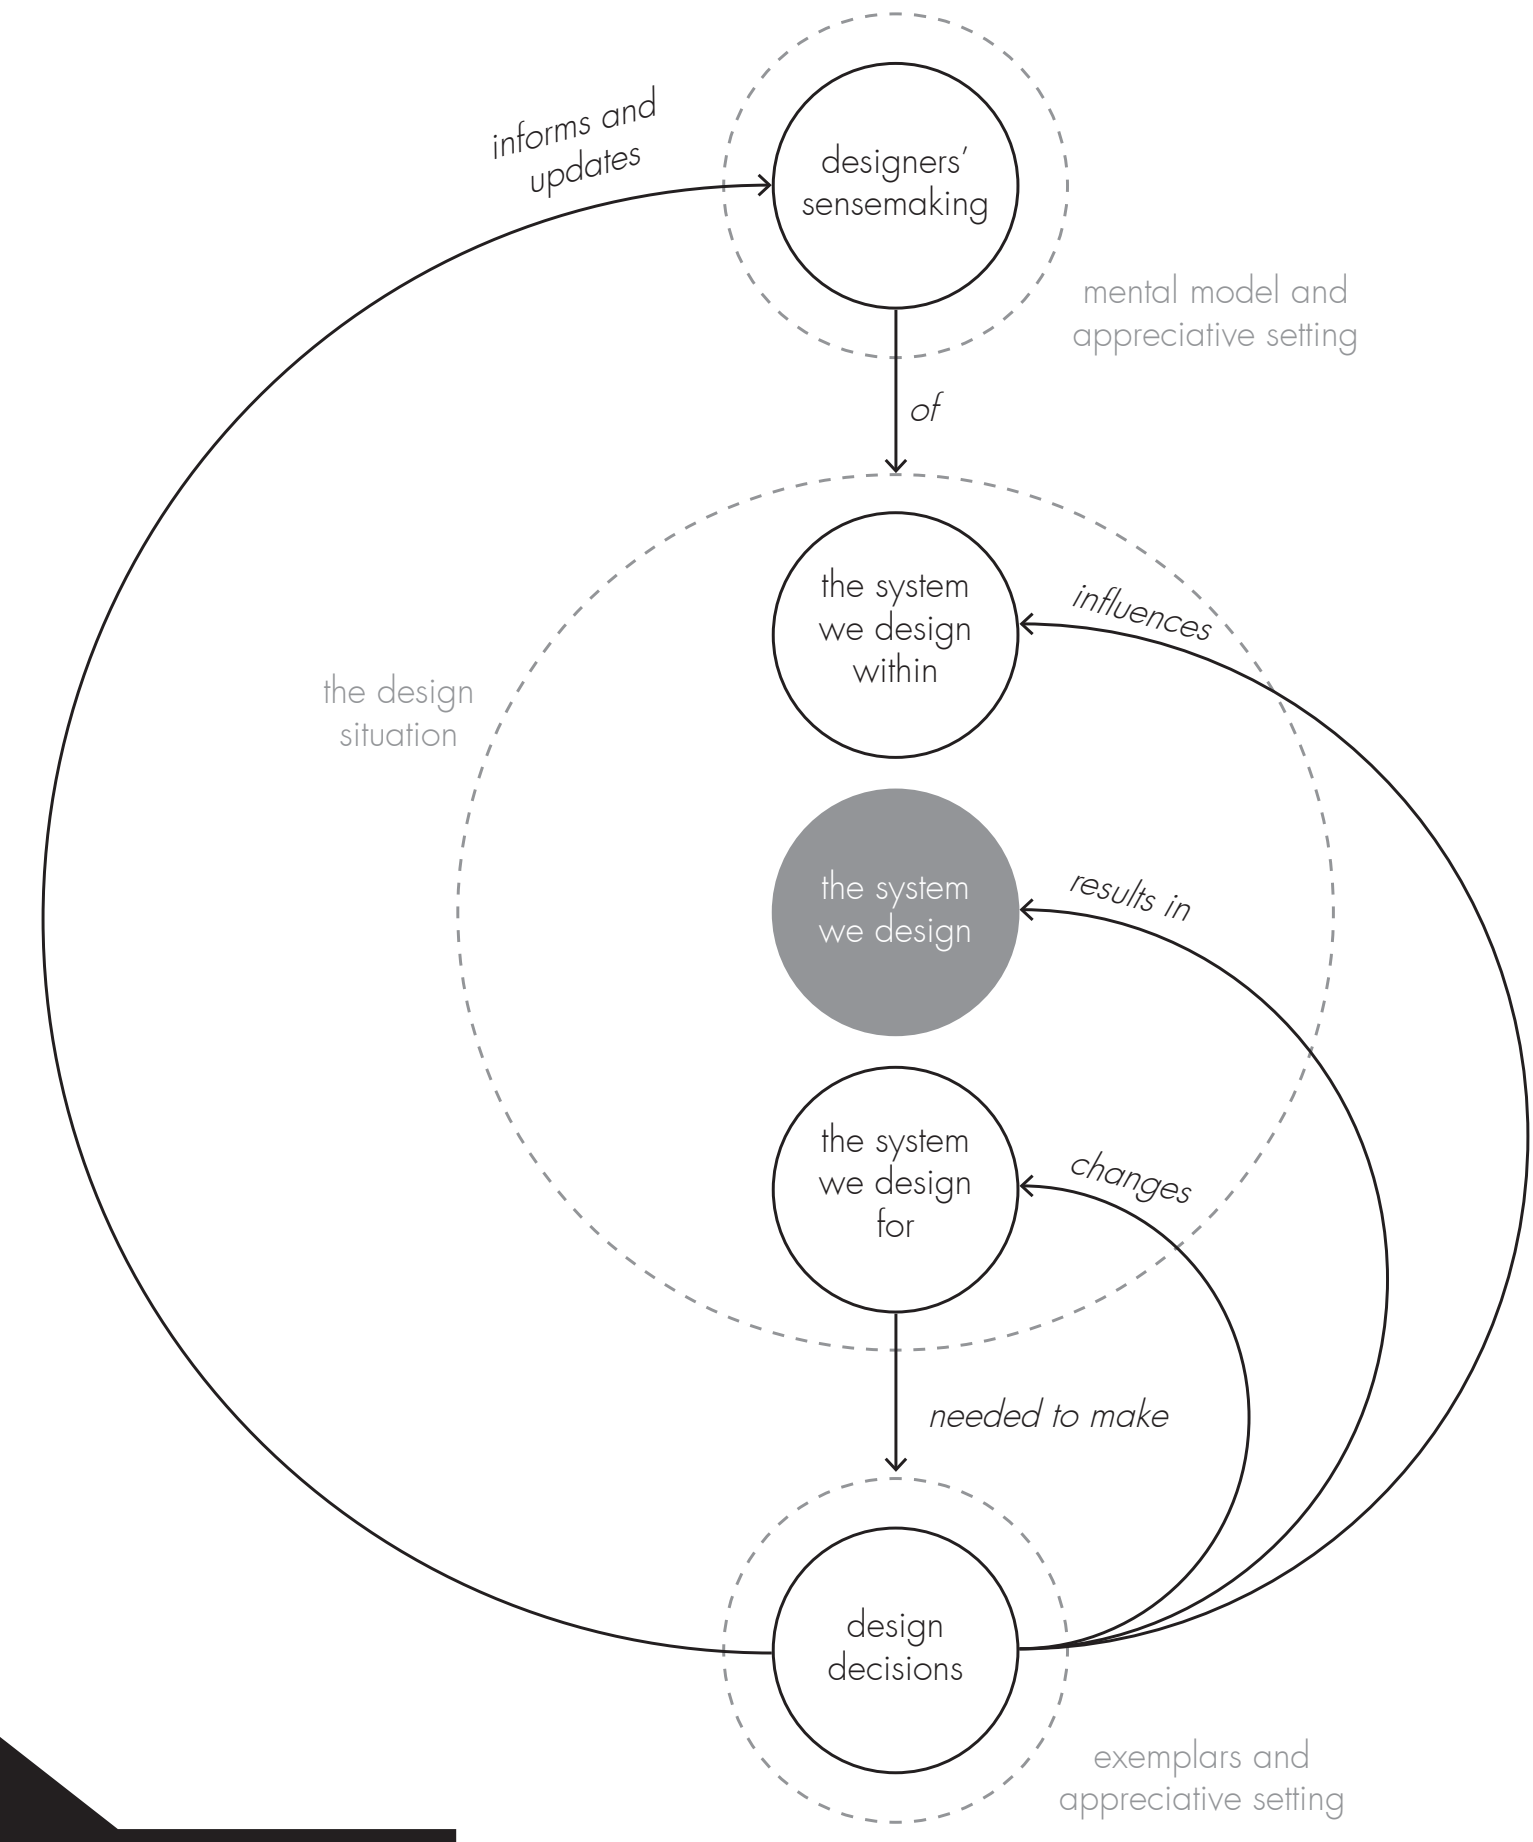 informs and
updates
designers’
sensemaking
mental model and
appreciative setting
of
the system
we design
within
influences
the design
situation
the system
we design
results in
the system
we design
for
changes
needed to make
design
decisions
exemplars and
appreciative setting